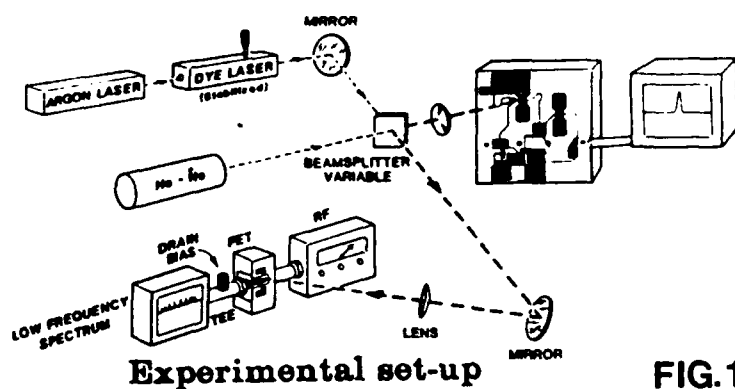 MIRROR
DYE LASER
(Stabilized)
ARGON LASER
BEAMSPLITTER
VARIABLE
He - Ne
RF
FET
DRAIN
BIAS
TEE
LOW FREQUENCY
SPECTRUM
LENS
MIRROR
Experimental set-up
FIG.1